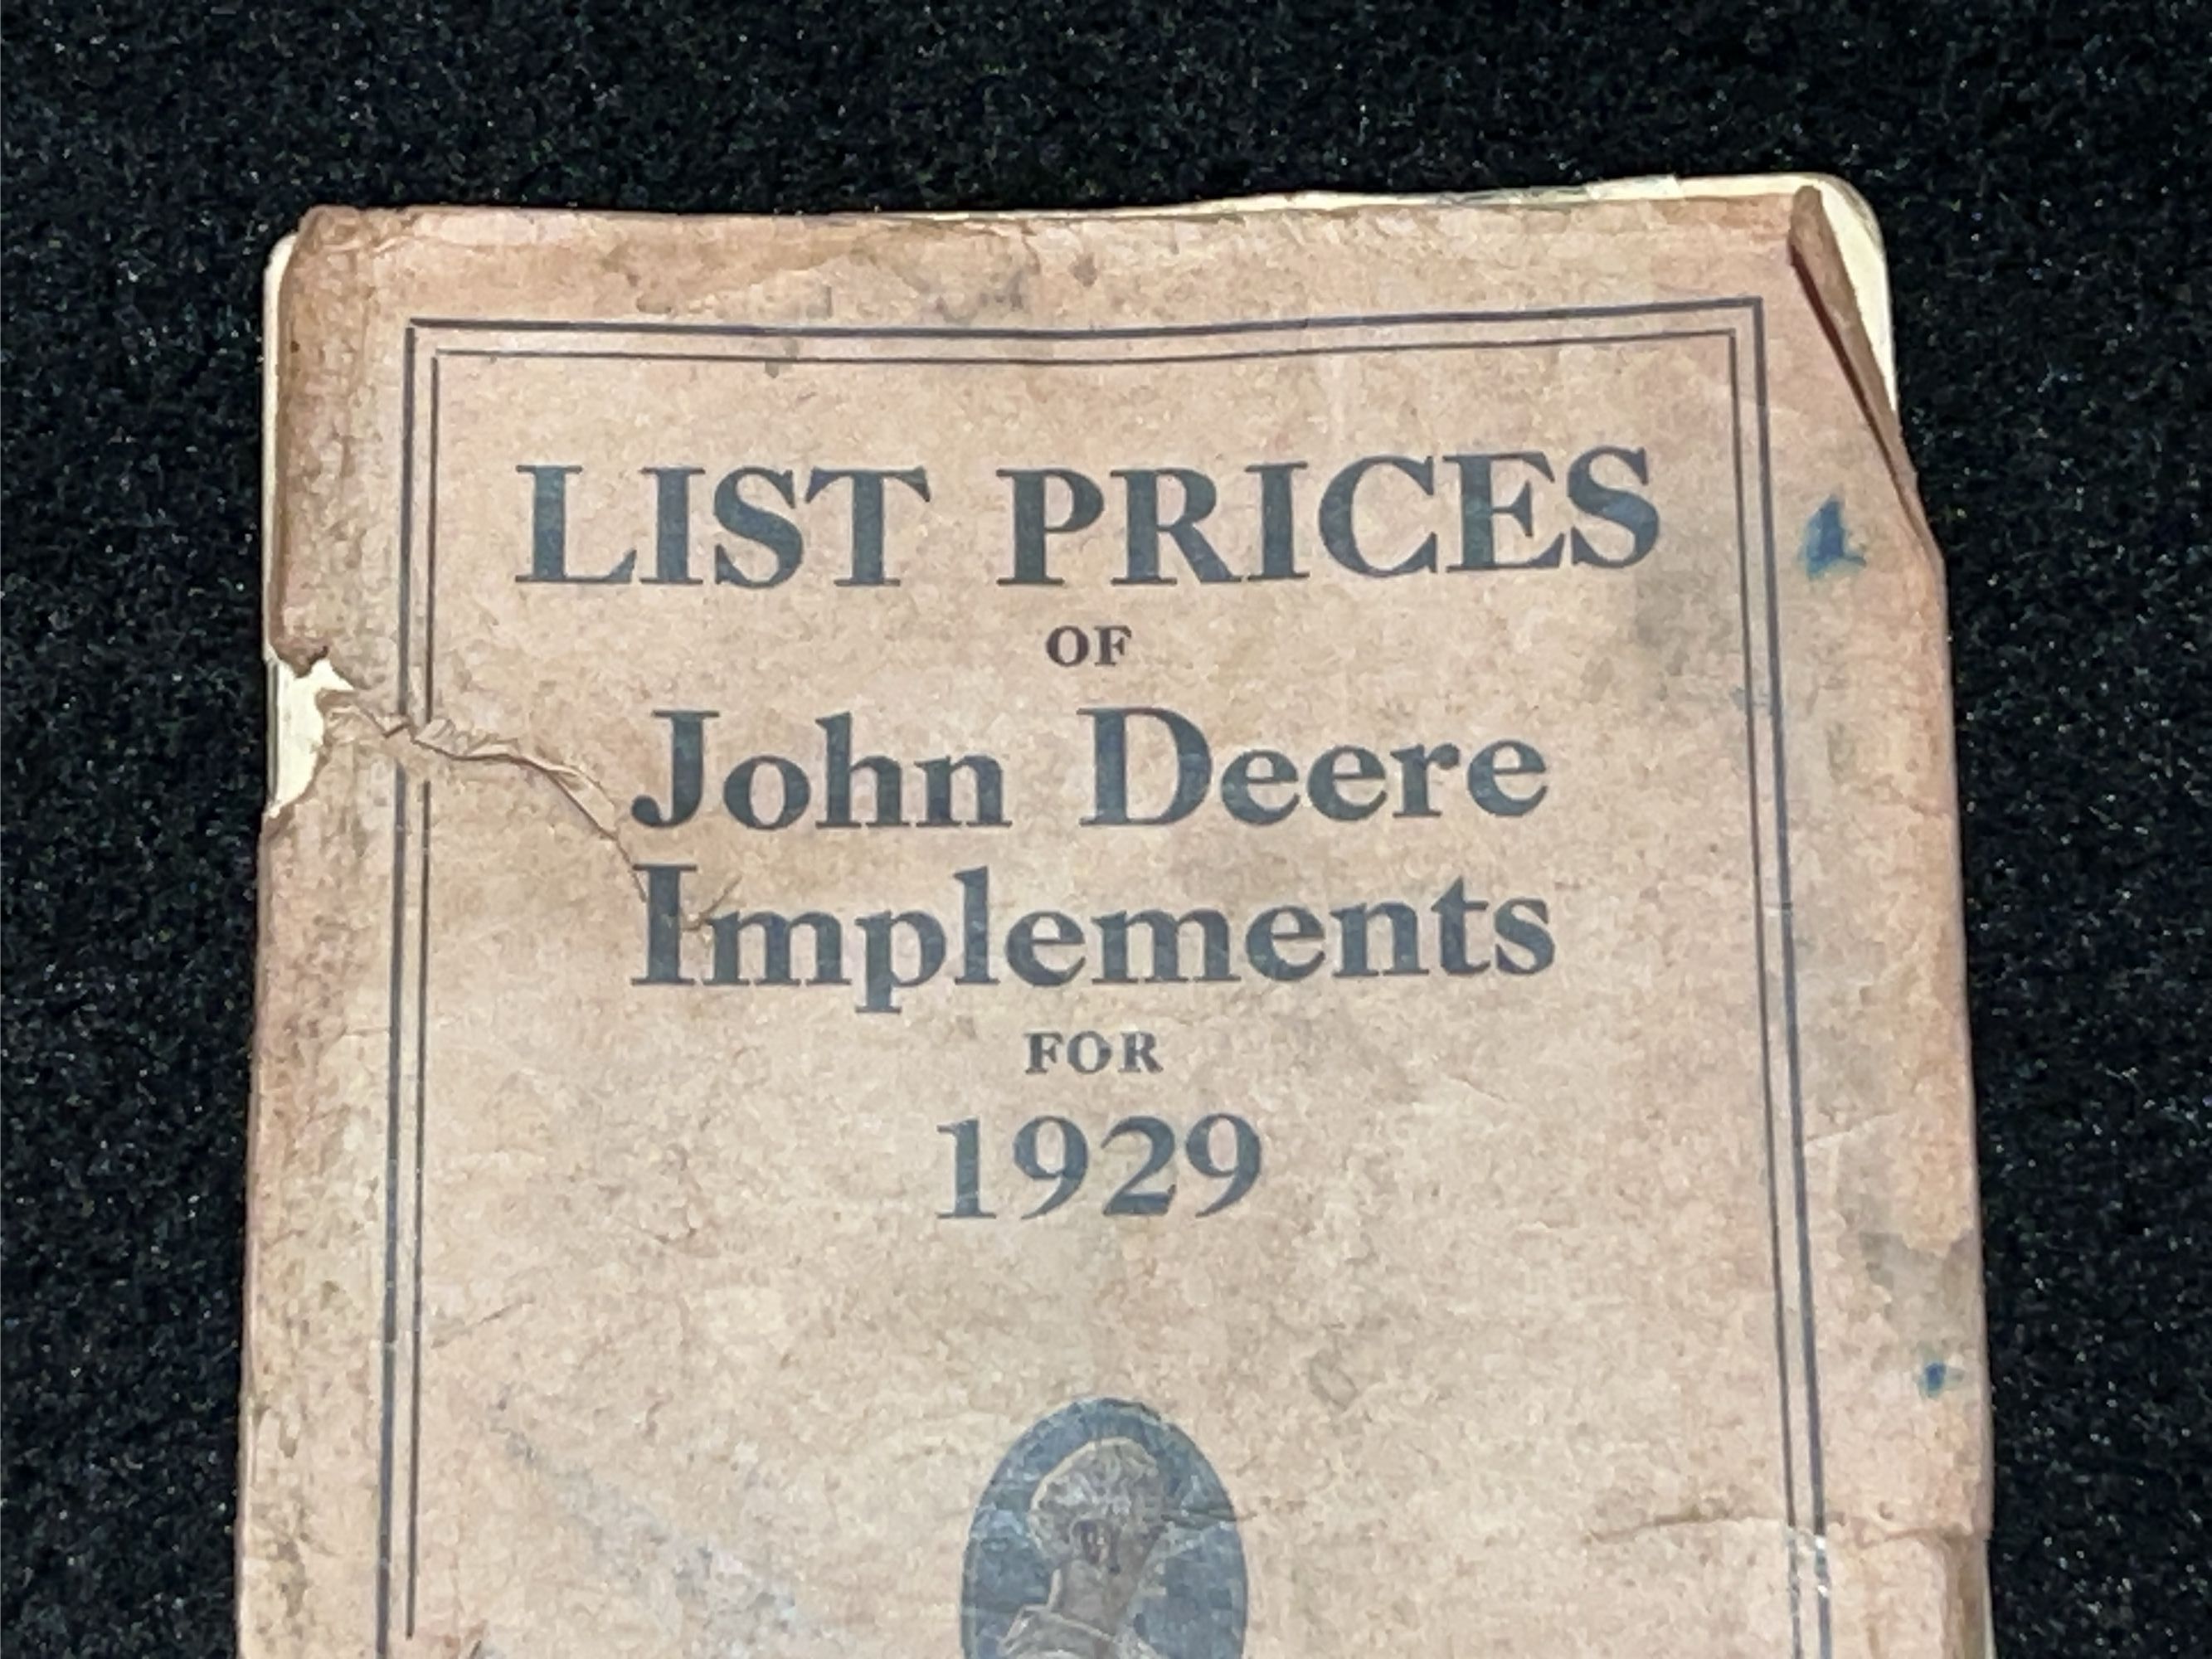 LIST PRICES
OF
John Deere
Implements
FOR
1929